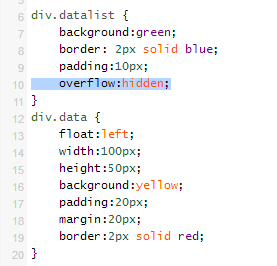 6 div.datalist {
7 background:green;
8 border: 2px solid blue;
9 padding:10px;
10 overflow:hidden;
11 }
12 div.data {
13 float:left;
14 width:100px;
15 height:50px;
16 background:yellow;
17 padding:20px;
18 margin:20px;
19 border:2px solid red;
20 }